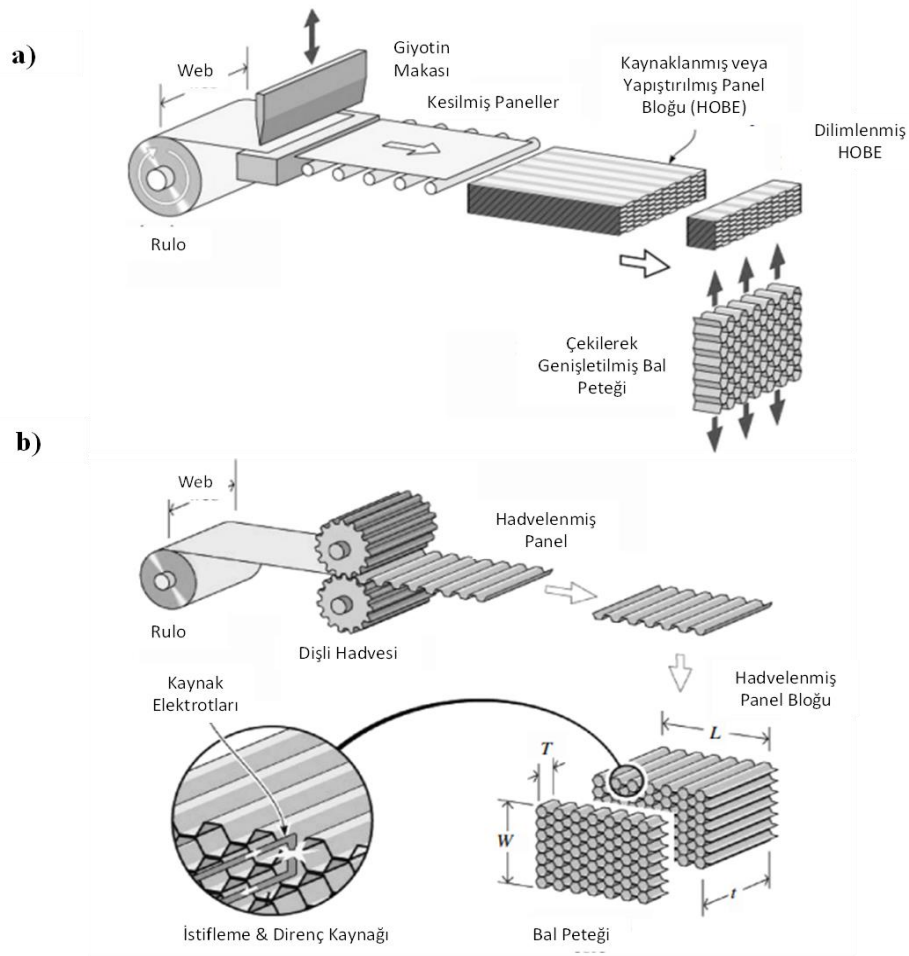 a)
Web
Giyotin
Makası
Kesilmiş Paneller
Kaynaklanmış veya
Yapıştırılmış Panel
Bloğu (HOBE)
Dilimlenmiş
HOBE
Rulo
Çekilerek
Genişletilmiş Bal
Peteği
b)
Web
Hadvelenmiş
Panel
Rulo
Dişli Hadvesi
Kaynak
Elektrotları
Hadvelenmiş
Panel Bloğu
L
T
W
t
İstifleme & Direnç Kaynağı
Bal Peteği